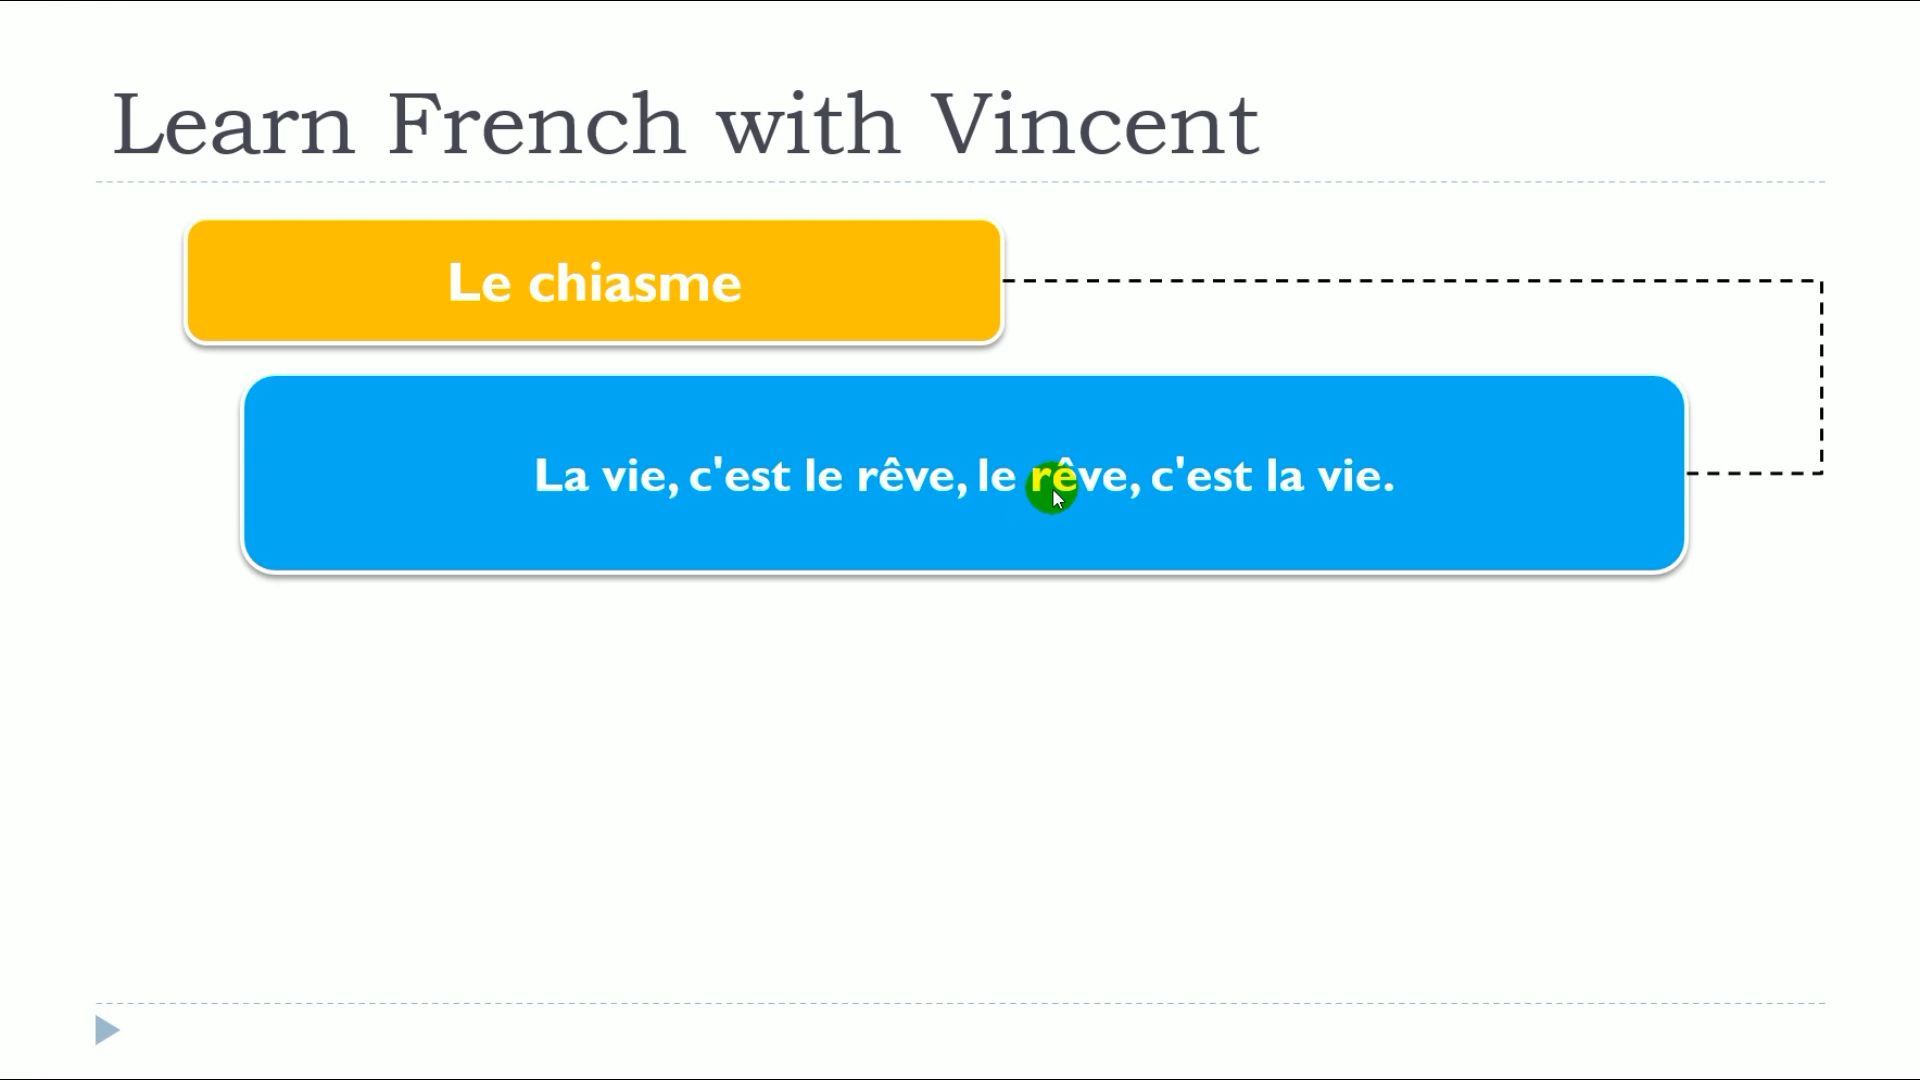 Learn French with Vincent
Le chiasme
La vie, c'est le rêve, le rêve, c'est la vie.